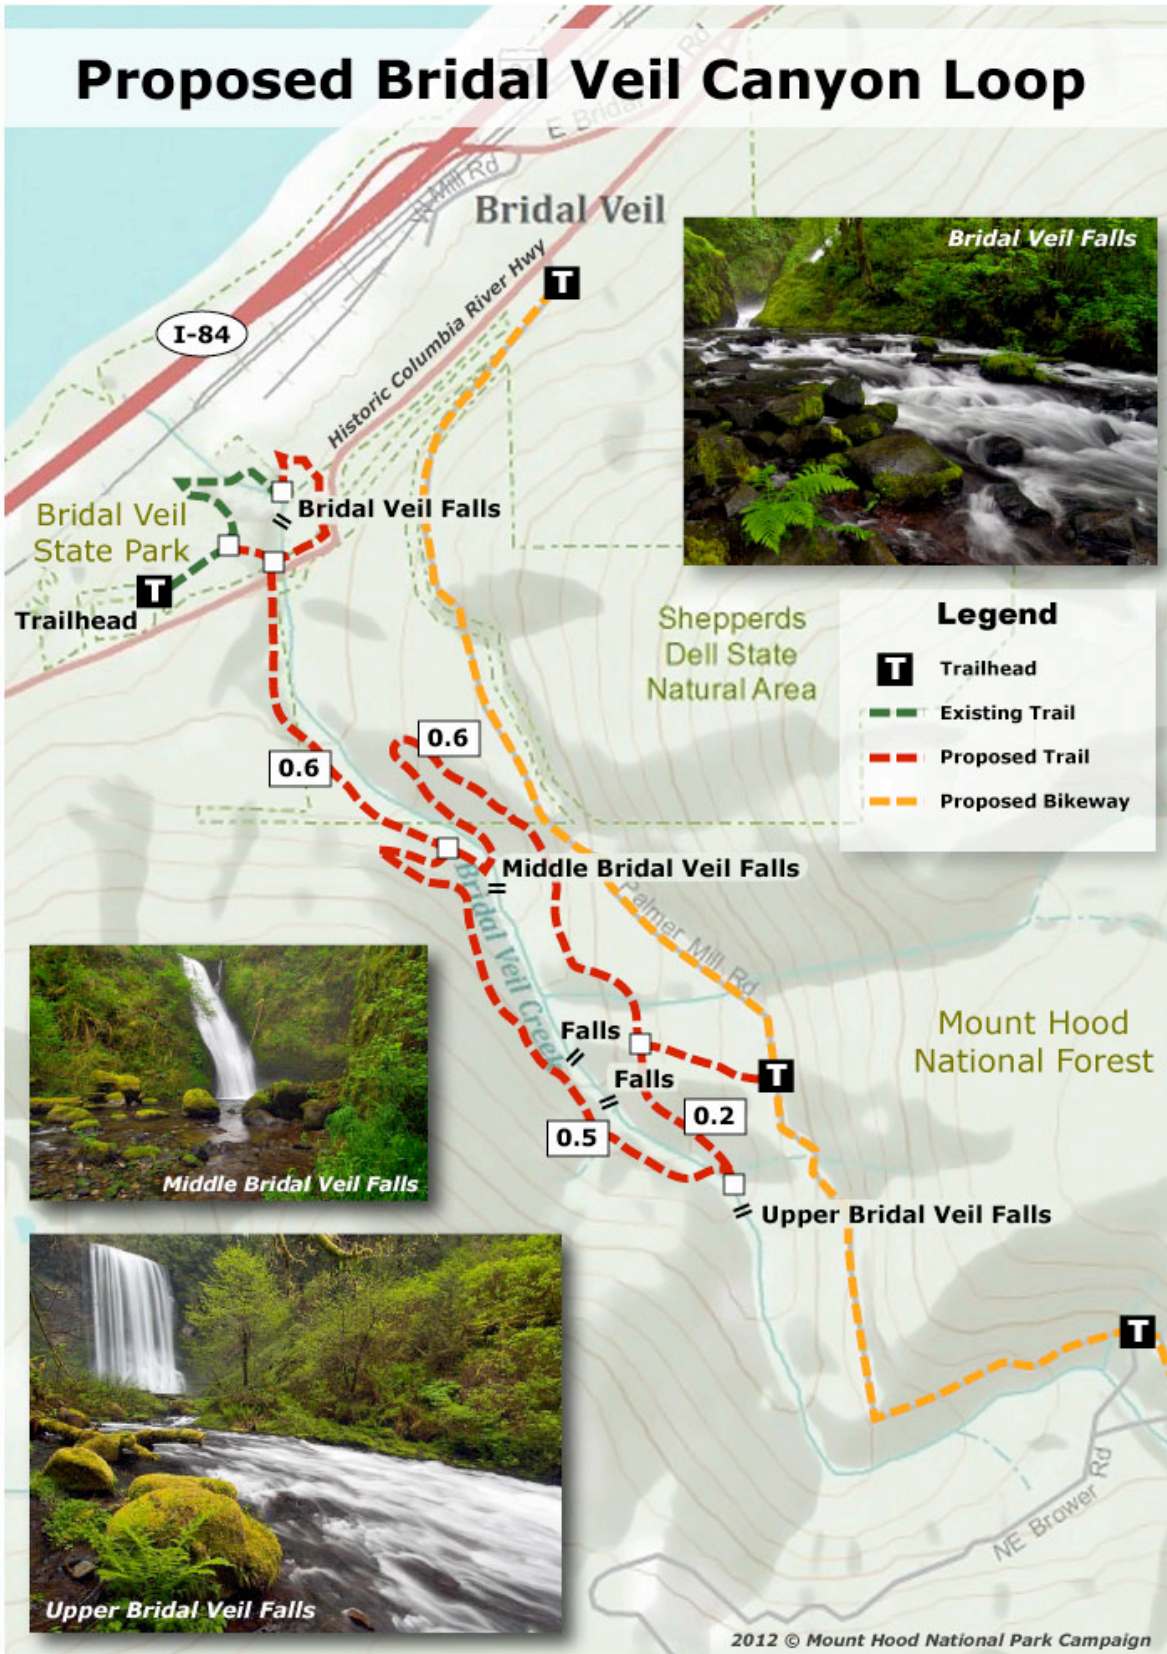 Proposed Bridal Veil Canyon Loop
E Bridal
Rd
W Mill Rd
Bridal Veil
Bridal Veil Falls
T
Historic Columbia River Hwy
I-84
Bridal Veil Falls
Bridal Veil
State Park
T
Trailhead
Shepperds
Dell State
Natural Area
Legend
T Trailhead
Existing Trail
Proposed Trail
Proposed Bikeway
0.6
0.6
Middle Bridal Veil Falls
Bridal Veil Creek
Palmer Mill Rd
Middle Bridal Veil Falls
Mount Hood
National Forest
Falls
Falls
T
0.2
0.5
Upper Bridal Veil Falls
T
NE Brower Rd
Upper Bridal Veil Falls
2012 © Mount Hood National Park Campaign